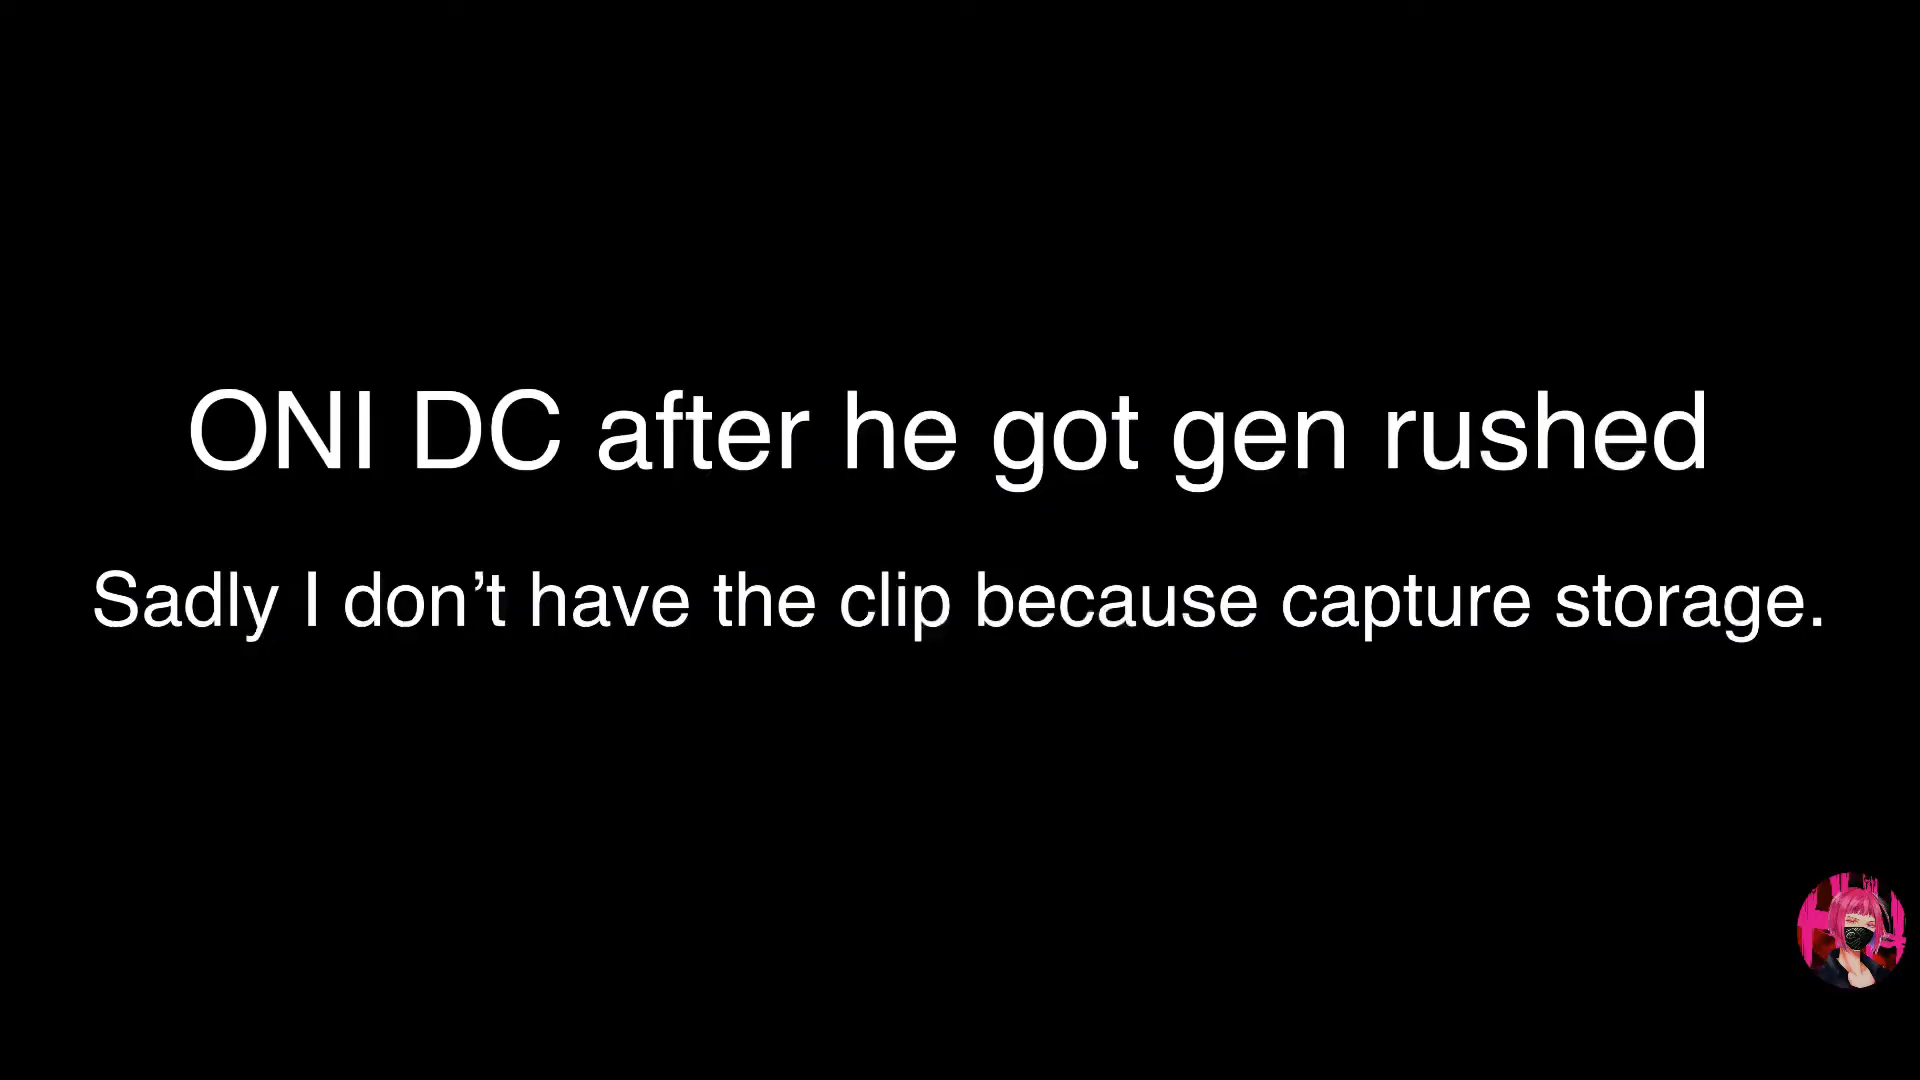 ONI DC after he got gen rushed
Sadly I don’t have the clip because capture storage.